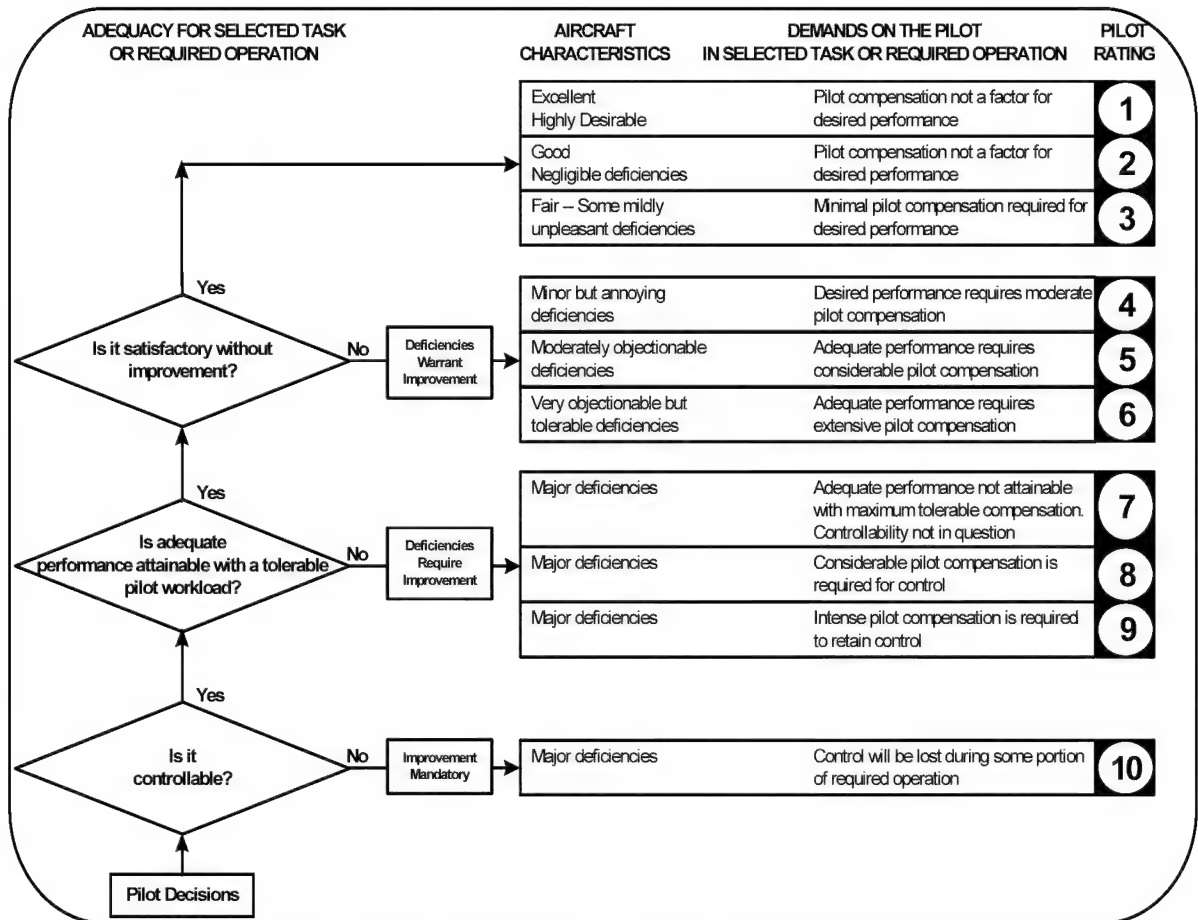 ADEQUACY FOR SELECTED TASK
OR REQUIRED OPERATION
AIRCRAFT
CHARACTERISTICS
DEMANDS ON THE PILOT
IN SELECTED TASK OR REQUIRED OPERATION
PILOT
RATING
Excellent
Highly Desirable
Pilot compensation not a factor for
desired performance
1
Good
Negligible deficiencies
Pilot compensation not a factor for
desired performance
2
Fair – Some mildly
unpleasant deficiencies
Minimal pilot compensation required for
desired performance
3
Yes
Is it satisfactory without
improvement?
No
Deficiencies
Warrant
Improvement
Minor but annoying
deficiencies
Desired performance requires moderate
pilot compensation
4
Moderately objectionable
deficiencies
Adequate performance requires
considerable pilot compensation
5
Very objectionable but
tolerable deficiencies
Adequate performance requires
extensive pilot compensation
6
Yes
Is adequate
performance attainable with a tolerable
pilot workload?
No
Deficiencies
Require
Improvement
Major deficiencies
Adequate performance not attainable
with maximum tolerable compensation.
Controllability not in question
7
Major deficiencies
Considerable pilot compensation is
required for control
8
Major deficiencies
Intense pilot compensation is required
to retain control
9
Yes
Is it
controllable?
No
Improvement
Mandatory
Major deficiencies
Control will be lost during some portion
of required operation
10
Pilot Decisions